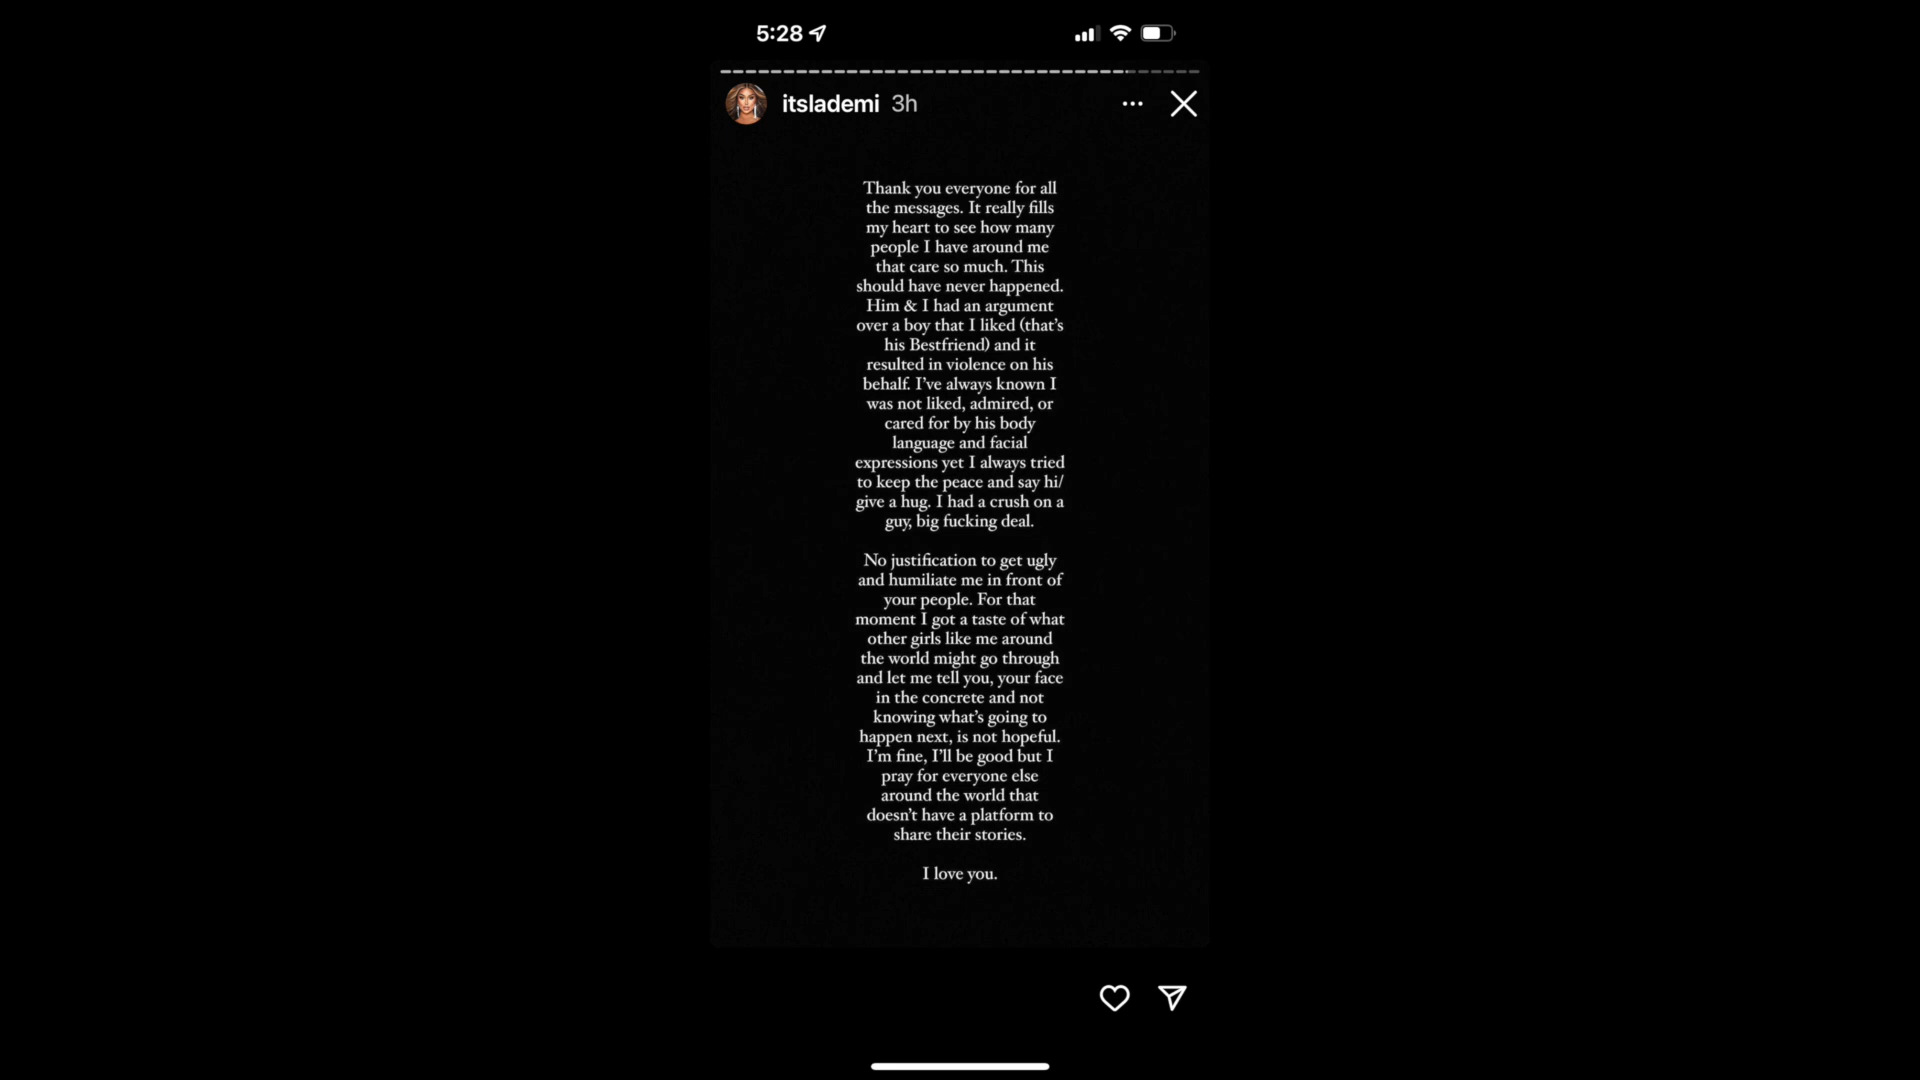 5:28
itslademi 3h
Thank you everyone for all
the messages. It really fills
my heart to see how many
people I have around me
that care so much. This
should have never happened.
Him & I had an argument
over a boy that I liked (that’s
his Bestfriend) and it
resulted in violence on his
behalf. I’ve always known I
was not liked, admired, or
cared for by his body
language and facial
expressions yet I always tried
to keep the peace and say hi/
give a hug. I had a crush on a
guy, big fucking deal.
No justification to get ugly
and humiliate me in front of
your people. For that
moment I got a taste of what
other girls like me around
the world might go through
and let me tell you, your face
in the concrete and not
knowing what’s going to
happen next, is not hopeful.
I’m fine, I’ll be good but I
pray for everyone else
around the world that
doesn’t have a platform to
share their stories.
I love you.